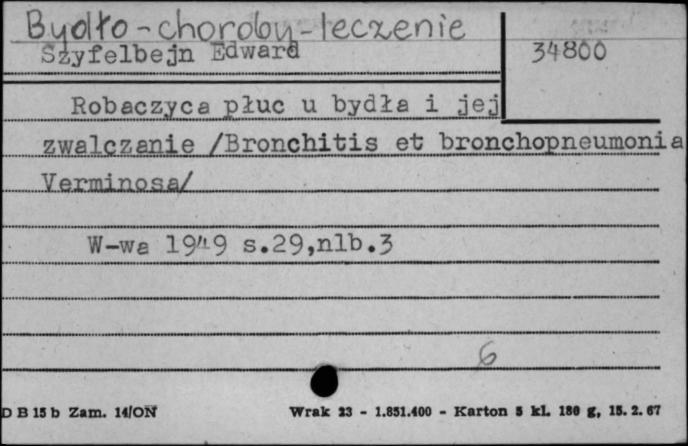 Bydło - choroby - leczenie
Szyfelbejn Edward
34800
Robaczyca płuc u bydła i jej
zwalczanie /Bronchitis et bronchopneumonia
Verminosa/
W-wa 1949 s.29,nlb.3
6
D B 15 b Zam. 14/ON
Wrak 23 - 1.851.400 - Karton 5 kl. 180 g, 15. 2. 67